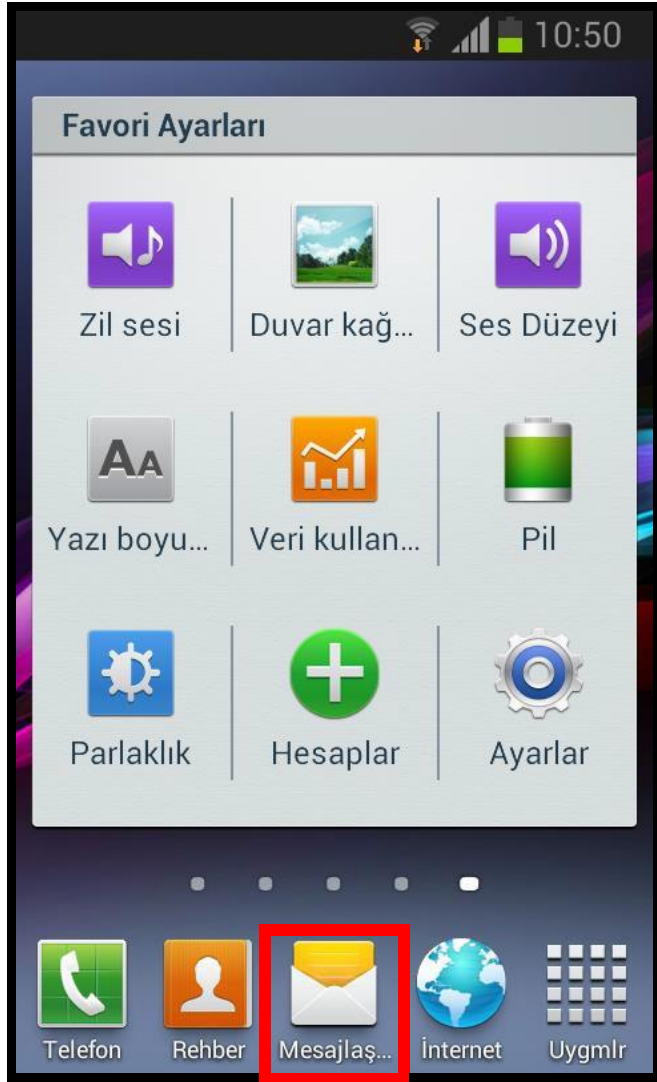 10:50
Favori Ayarları
Zil sesi
Duvar kağ...
Ses Düzeyi
AA
Yazı boyu...
Veri kullan...
Pil
Parlaklık
Hesaplar
Ayarlar
Telefon
Rehber
Mesajlaş...
İnternet
Uygmlr